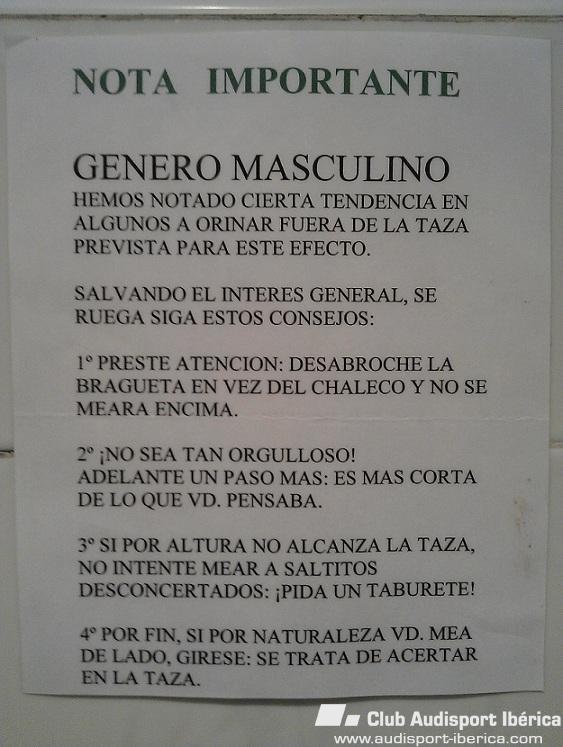 NOTA IMPORTANTE
GENERO MASCULINO
HEMOS NOTADO CIERTA TENDENCIA EN
ALGUNOS A ORINAR FUERA DE LA TAZA
PREVISTA PARA ESTE EFECTO.
SALVANDO EL INTERES GENERAL, SE
RUEGA SIGA ESTOS CONSEJOS:
1º PRESTE ATENCION: DESABROCHE LA
BRAGUETA EN VEZ DEL CHALECO Y NO SE
MEARA ENCIMA.
2º ¡NO SEA TAN ORGULLOSO!
ADELANTE UN PASO MAS: ES MAS CORTA
DE LO QUE VD. PENSABA.
3º SI POR ALTURA NO ALCANZA LA TAZA,
NO INTENTE MEAR A SALTITOS
DESCONCERTADOS: ¡PIDA UN TABURETE!
4º POR FIN, SI POR NATURALEZA VD. MEA
DE LADO, GIRESE: SE TRATA DE ACERTAR
EN LA TAZA.
Club Audisport Ibérica
www.audisport-iberica.com